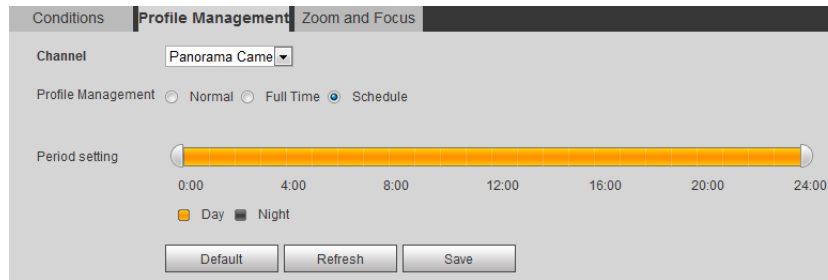 Conditions Profile Management Zoom and Focus
Channel Panorama Came
Profile Management Normal Full Time Schedule
Period setting
0:00 4:00 8:00 12:00 16:00 20:00 24:00
Day Night
Default Refresh Save